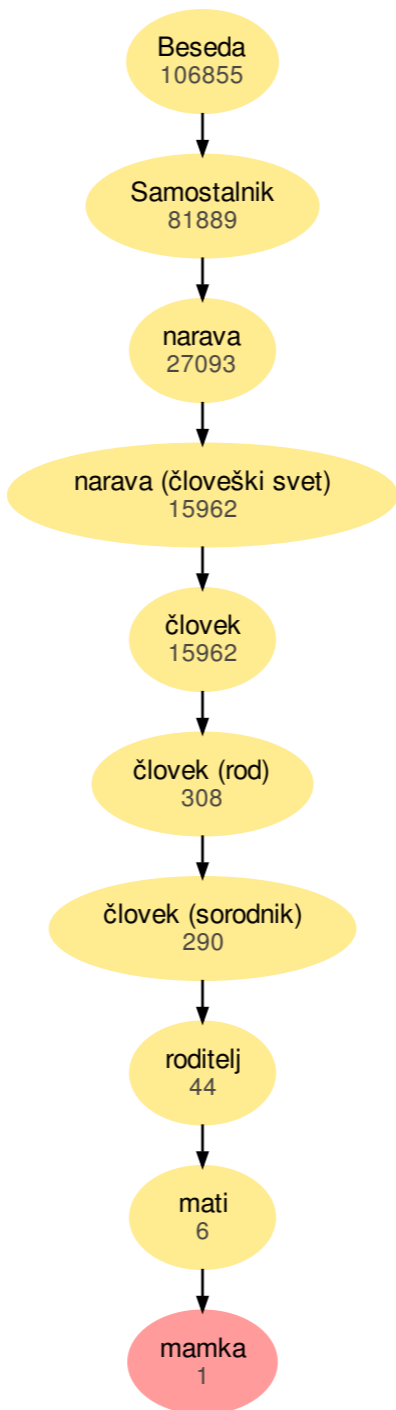 Beseda
106855
Samostalnik
81889
narava
27093
narava (človeški svet)
15962
človek
15962
človek (rod)
308
človek (sorodnik)
290
roditelj
44
mati
6
mamka
1